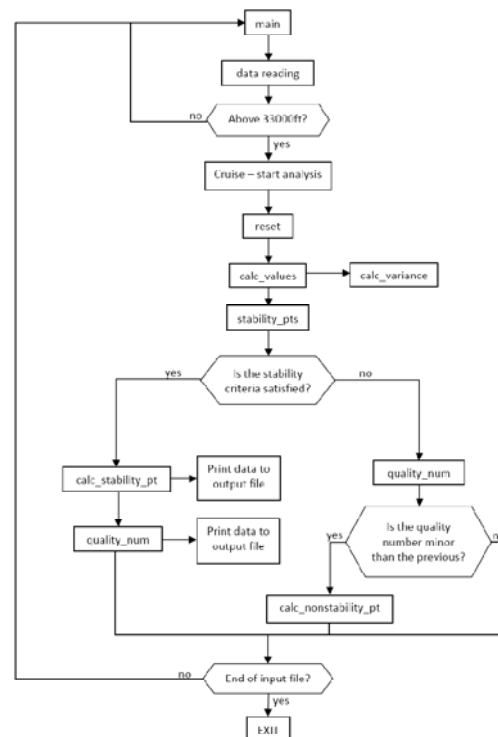 main
data reading
no
Above 33000ft?
yes
Cruise – start analysis
reset
calc_values
calc_variance
stability_pts
yes
Is the stability
criteria satisfied?
no
calc_stability_pt
Print data to
output file
quality_num
quality_num
Print data to
output file
yes
Is the quality
number minor
than the previous?
calc_nonstability_pt
no
End of input file?
yes
EXIT